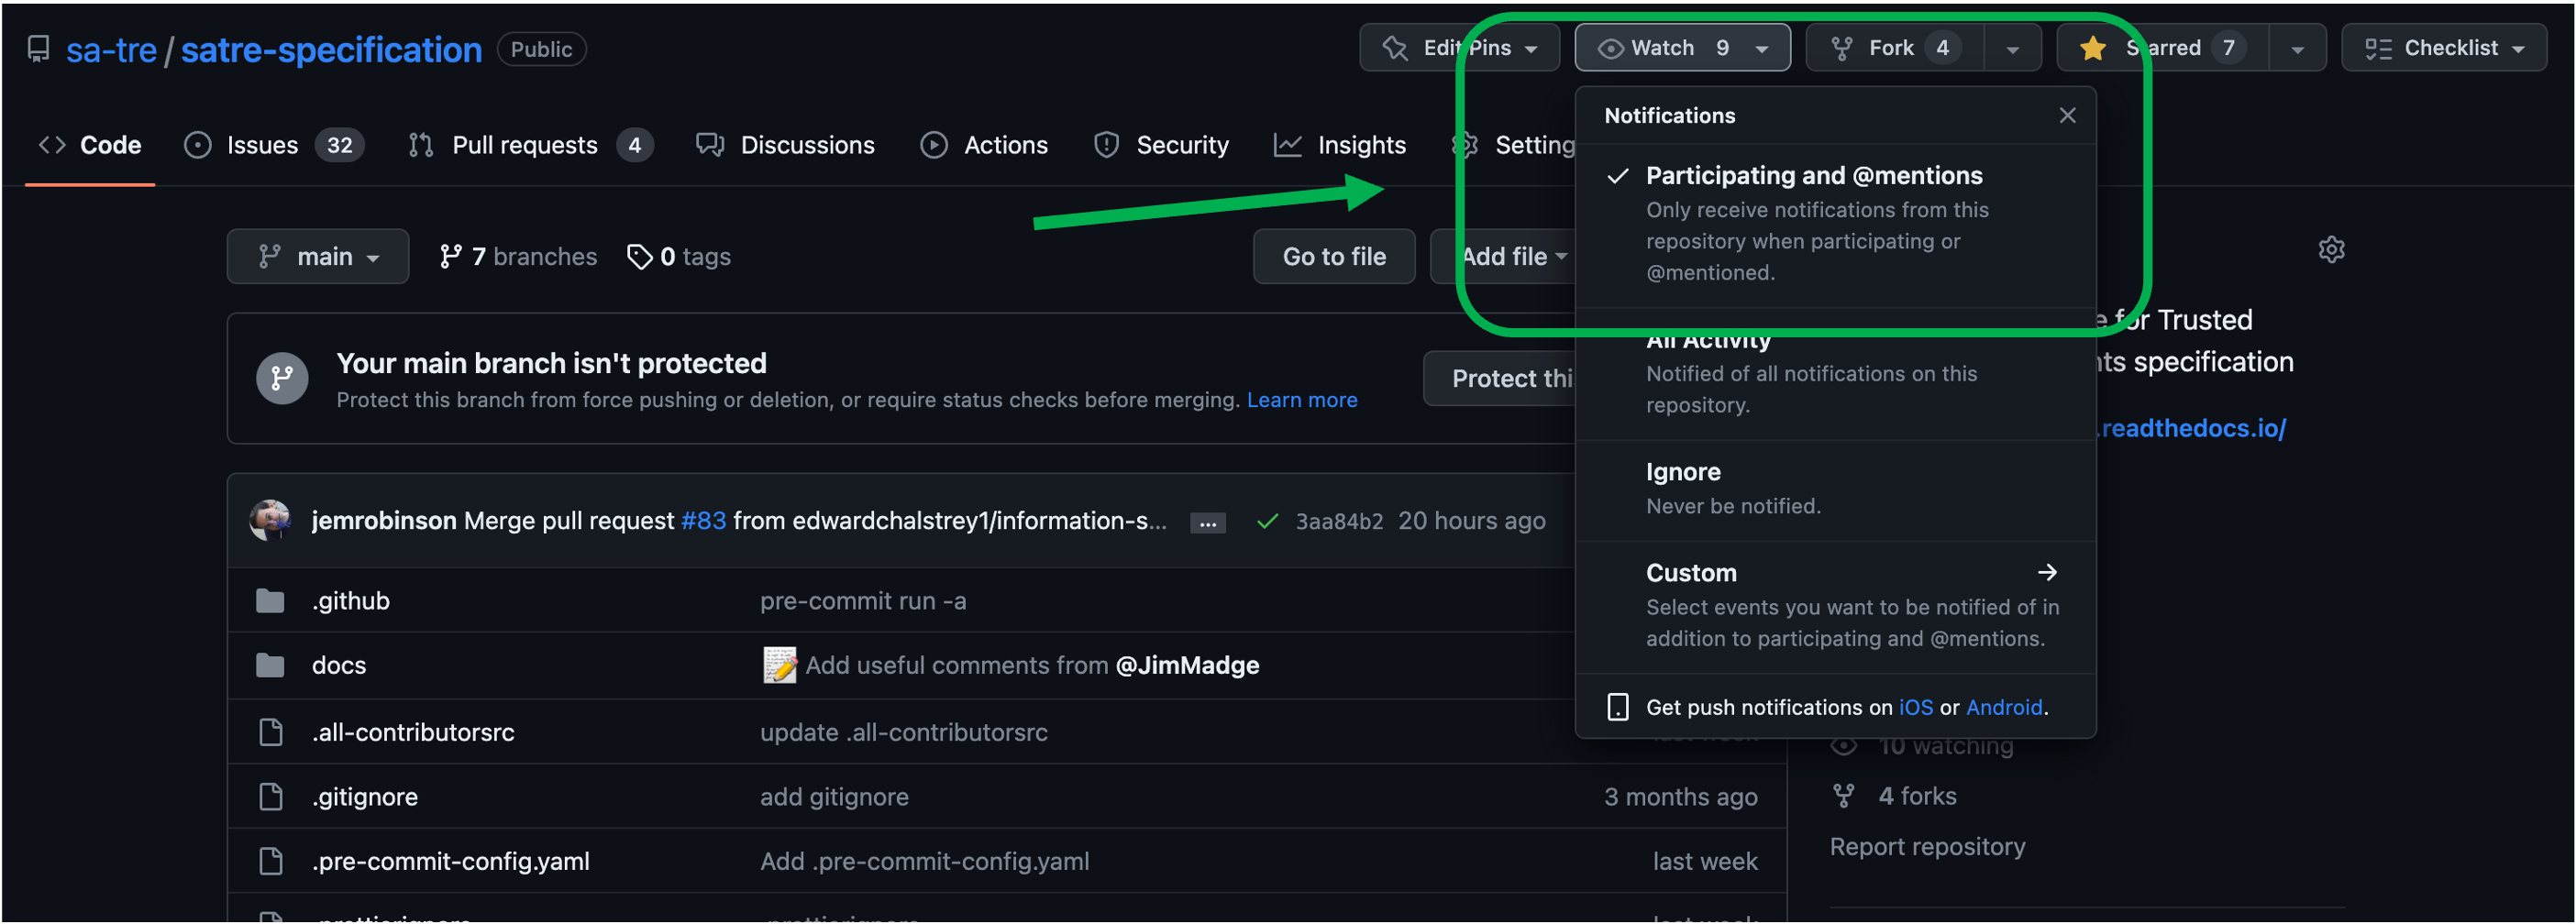 sa-tre / satre-specification Public
Edit Pins Watch 9 Fork 4 Starred 7 Checklist
Code Issues 32 Pull requests 4 Discussions Actions Security Insights Setting
Notifications
Participating and @mentions
Only receive notifications from this
repository when participating or
@mentioned.
All Activity
Notified of all notifications on this
repository.
Ignore
Never be notified.
Custom
Select events you want to be notified of in
addition to participating and @mentions.
Get push notifications on iOS or Android.
main 7 branches 0 tags
Go to file Add file
Your main branch isn't protected
Protect this branch from force pushing or deletion, or require status checks before merging. Learn more
Protect thi
jemrobinson Merge pull request #83 from edwardchalstrey1/information-s... ... 3aa84b2 20 hours ago
.github pre-commit run -a
docs 📝 Add useful comments from @JimMadge
.all-contributorsrc update .all-contributorsrc last week
.gitignore add gitignore 3 months ago
.pre-commit-config.yaml Add .pre-commit-config.yaml last week
.prettierignore .prettierignore last week
e for Trusted
nts specification
.readthedocs.io/
10 watching
4 forks
Report repository